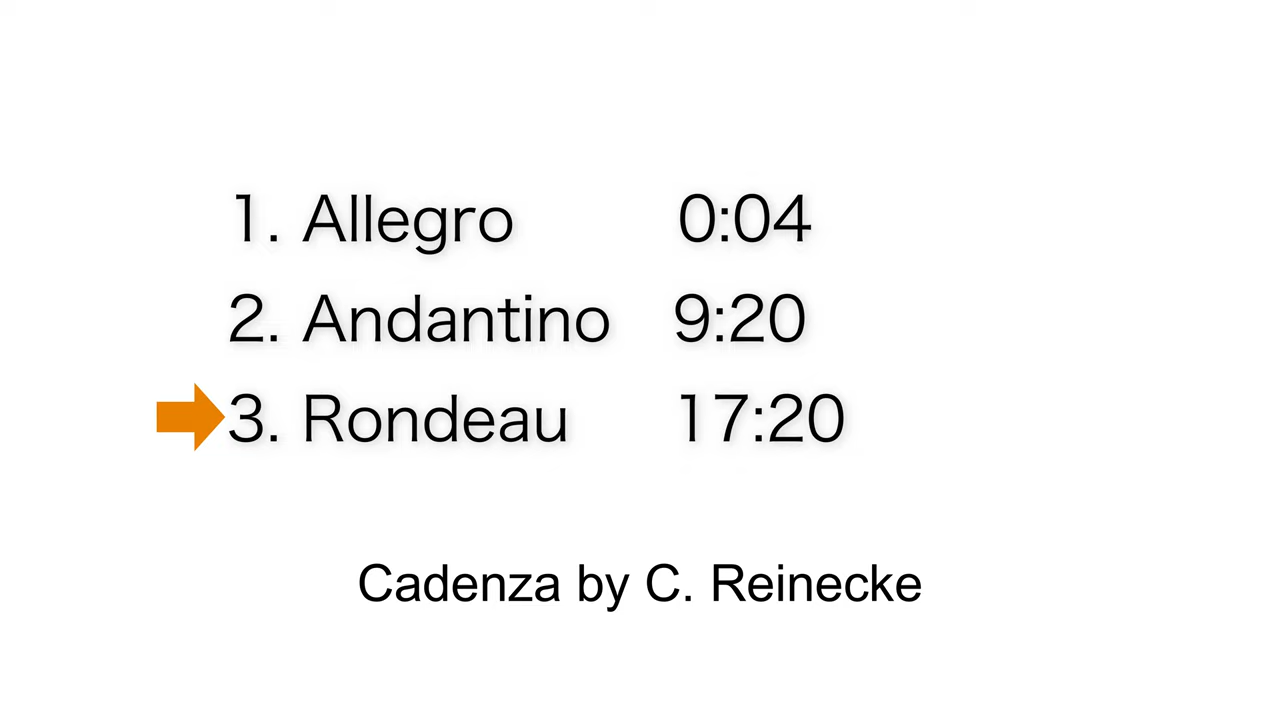 1. Allegro 0:04
2. Andantino 9:20
3. Rondeau 17:20
Cadenza by C. Reinecke